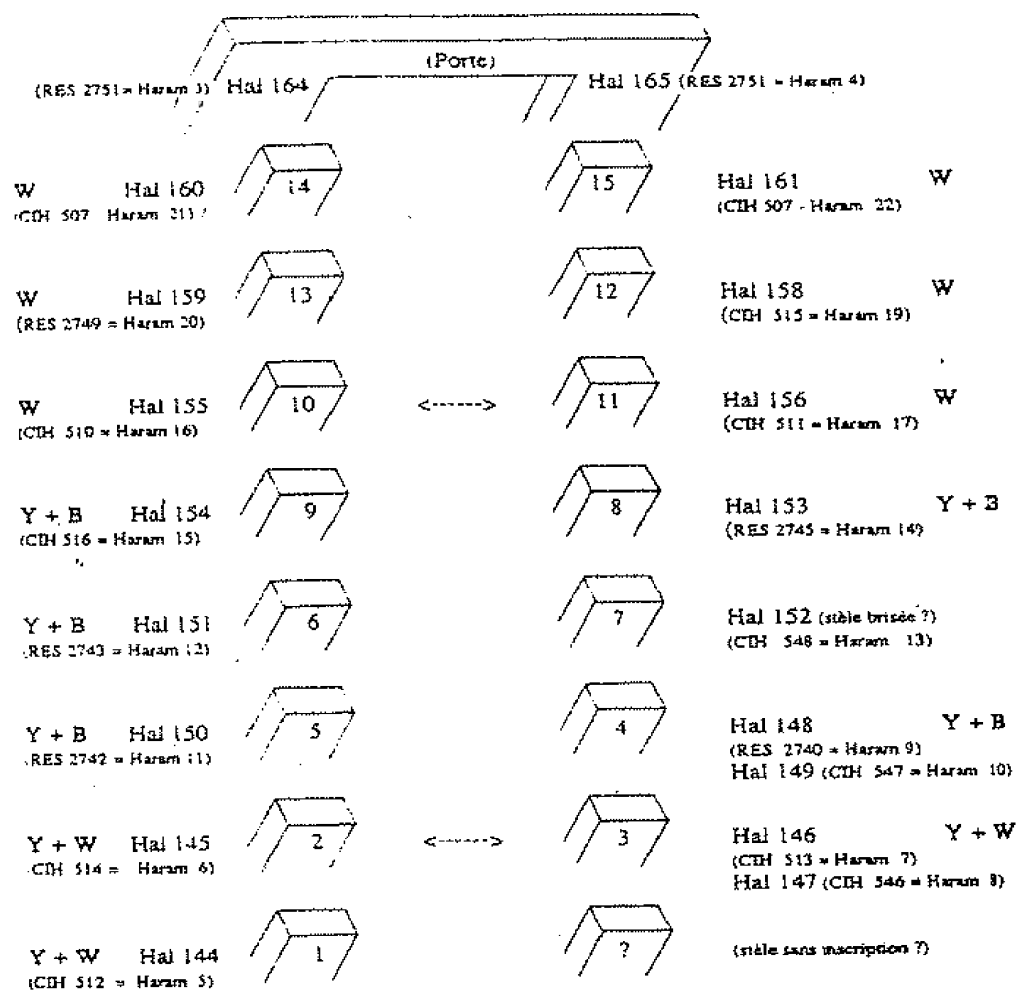 (Porte)
(RES 2751 = Haram 3) Hal 164
Hal 165 (RES 2751 = Haram 4)
W Hal 160 14 15 Hal 161 W
(CIH 507 Haram 21) (CIH 507 - Haram 22)
W Hal 159 13 12 Hal 158 W
(RES 2749 = Haram 20) (CIH 515 = Haram 19)
W Hal 155 10 <-----> 11 Hal 156 W
(CIH 510 = Haram 16) (CIH 511 = Haram 17)
Y + B Hal 154 9 8 Hal 153 Y + B
(CIH 516 = Haram 15) (RES 2745 = Haram 14)
Y + B Hal 151 6 7 Hal 152 (stèle brisée ?)
(RES 2743 = Haram 12) (CIH 548 = Haram 13)
Y + B Hal 150 5 4 Hal 148 Y + B
(RES 2742 = Haram 11) (RES 2740 = Haram 9)
Hal 149 (CIH 547 = Haram 10)
Y + W Hal 145 2 <-----> 3 Hal 146 Y + W
(CIH 514 = Haram 6) (CIH 513 = Haram 7)
Hal 147 (CIH 546 = Haram 8)
Y + W Hal 144 1 ? (stèle sans inscription ?)
(CIH 512 = Haram 5)